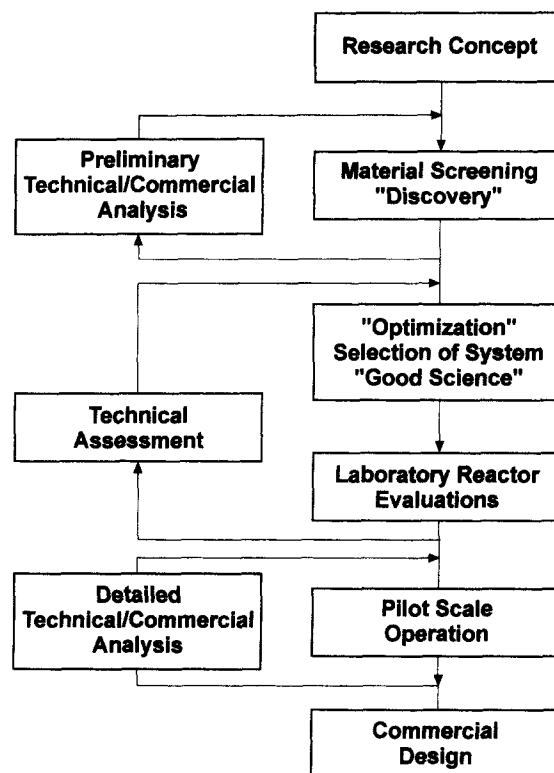 Research Concept
Preliminary
Technical/Commercial
Analysis
Material Screening
"Discovery"
"Optimization"
Selection of System
"Good Science"
Technical
Assessment
Laboratory Reactor
Evaluations
Detailed
Technical/Commercial
Analysis
Pilot Scale
Operation
Commercial
Design